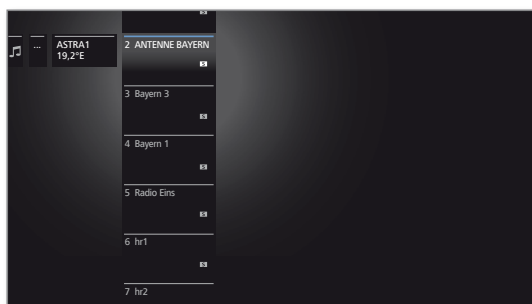 S
...
ASTRA1
19,2°E
2 ANTENNE BAYERN
S
3 Bayern 3
S
4 Bayern 1
S
5 Radio Eins
S
6 hr1
S
7 hr2